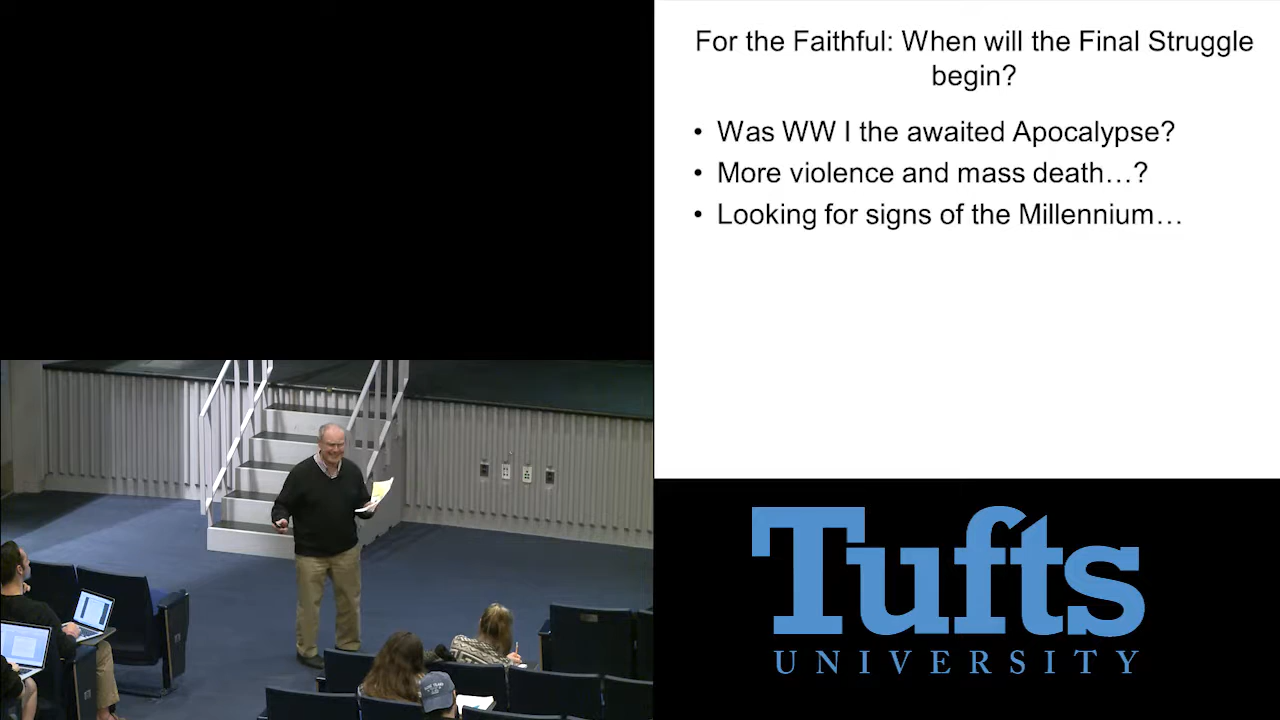 For the Faithful: When will the Final Struggle
begin?
• Was WW I the awaited Apocalypse?
• More violence and mass death…?
• Looking for signs of the Millennium…
Tufts
UNIVERSITY